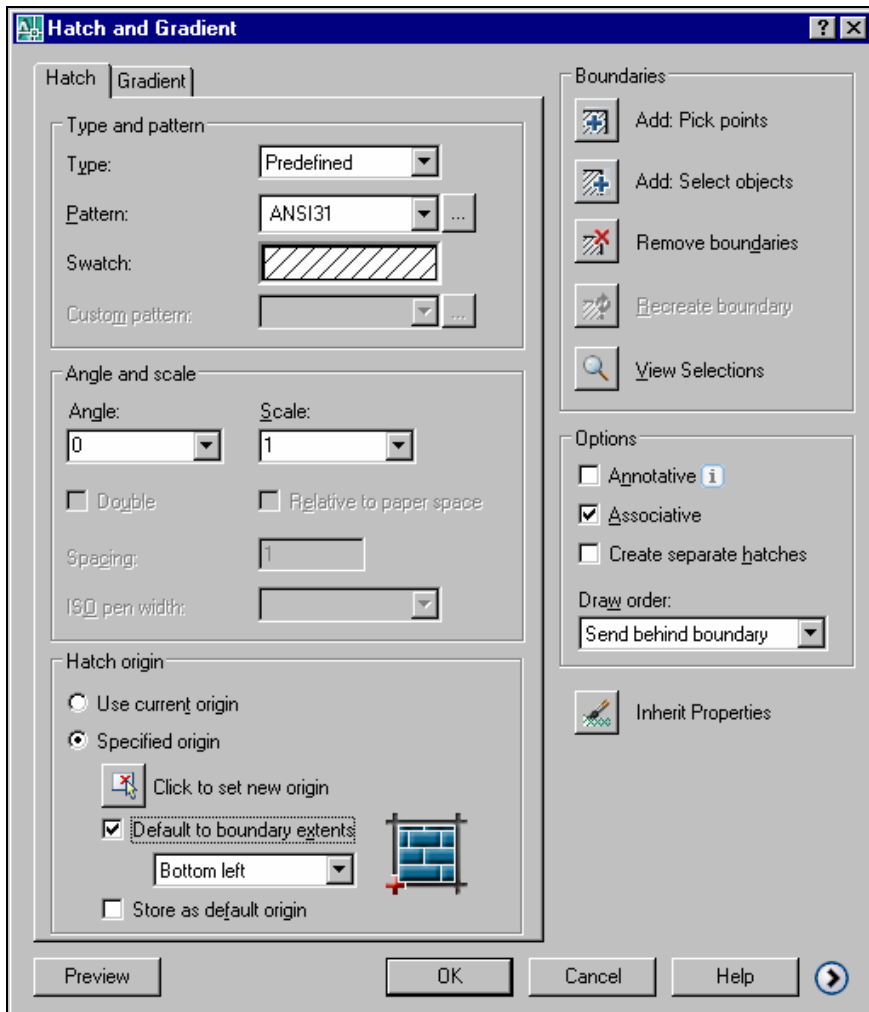 Hatch and Gradient
Hatch
Gradient
Type and pattern
Type:
Predefined
Pattern:
ANSI31
...
Swatch:
Custom pattern:
...
Angle and scale
Angle:
Scale:
0
1
Double
Relative to paper space
Spacing:
1
ISO pen width:
Hatch origin
Use current origin
Specified origin
Click to set new origin
Default to boundary extents
Bottom left
Store as default origin
Boundaries
Add: Pick points
Add: Select objects
Remove boundaries
Recreate boundary
View Selections
Options
Annotative
i
Associative
Create separate hatches
Draw order:
Send behind boundary
Inherit Properties
Preview
OK
Cancel
Help